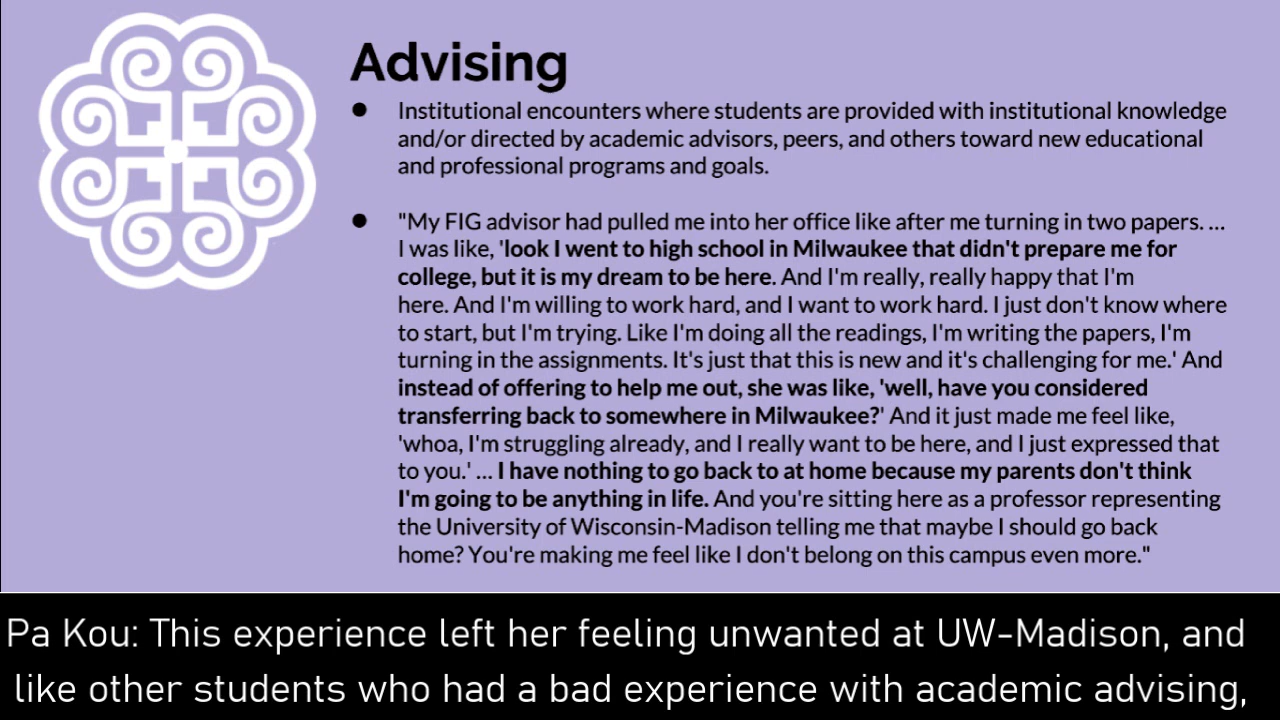 Advising
● Institutional encounters where students are provided with institutional knowledge
and/or directed by academic advisors, peers, and others toward new educational
and professional programs and goals.
● "My FIG advisor had pulled me into her office like after me turning in two papers. ...
I was like, 'look I went to high school in Milwaukee that didn't prepare me for
college, but it is my dream to be here. And I'm really, really happy that I'm
here. And I'm willing to work hard, and I want to work hard. I just don't know where
to start, but I'm trying. Like I'm doing all the readings, I'm writing the papers, I'm
turning in the assignments. It's just that this is new and it's challenging for me.' And
instead of offering to help me out, she was like, 'well, have you considered
transferring back to somewhere in Milwaukee?' And it just made me feel like,
'whoa, I'm struggling already, and I really want to be here, and I just expressed that
to you.' ... I have nothing to go back to at home because my parents don't think
I'm going to be anything in life. And you're sitting here as a professor representing
the University of Wisconsin-Madison telling me that maybe I should go back
home? You're making me feel like I don't belong on this campus even more."
Pa Kou: This experience left her feeling unwanted at UW-Madison, and
like other students who had a bad experience with academic advising,